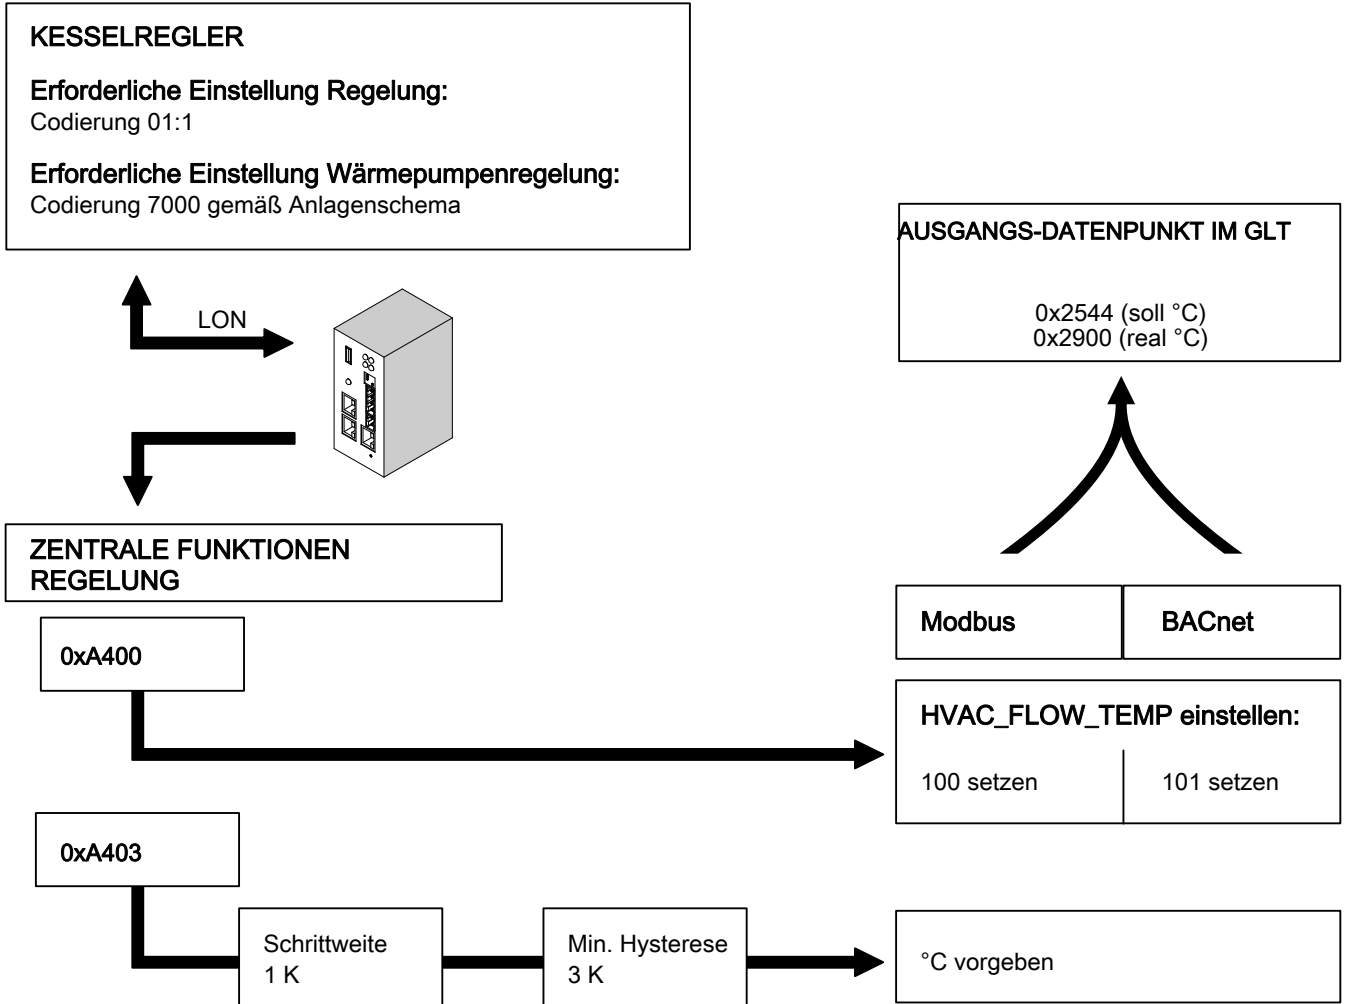 KESSELREGLER
Erforderliche Einstellung Regelung:
Codierung 01:1
Erforderliche Einstellung Wärmepumpenregelung:
Codierung 7000 gemäß Anlagenschema
AUSGANGS-DATENPUNKT IM GLT
0x2544 (soll °C)
0x2900 (real °C)
LON
ZENTRALE FUNKTIONEN
REGELUNG
Modbus
BACnet
0xA400
HVAC_FLOW_TEMP einstellen:
100 setzen
101 setzen
0xA403
Schrittweite
1 K
Min. Hysterese
3 K
°C vorgeben